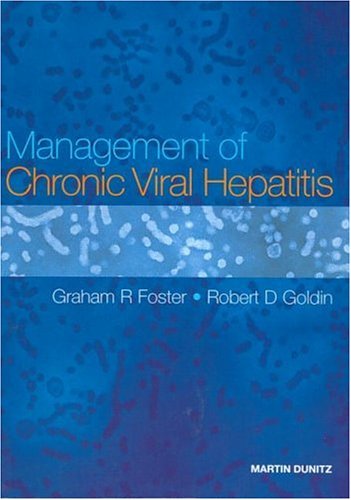 Management of
Chronic Viral Hepatitis
Graham R Foster • Robert D Goldin
MARTIN DUNITZ